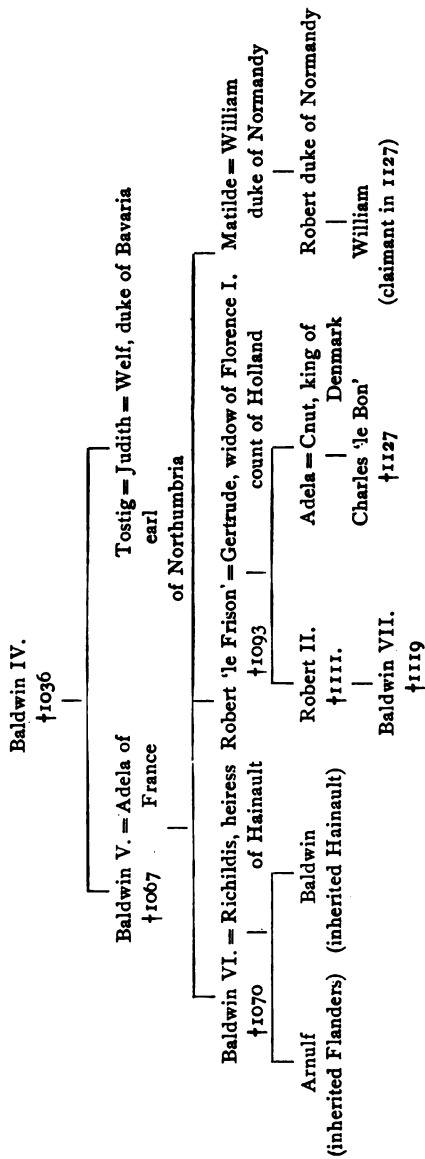 Baldwin IV.
†1036
Baldwin V. = Adela of
†1067 France
Tostig = Judith = Welf, duke of Bavaria
earl
of Northumbria
Baldwin VI. = Richildis, heiress
†1070 of Hainault
Robert 'le Frison' = Gertrude, widow of Florence I.
†1093 count of Holland
Matilde = William
duke of Normandy
Arnulf
(inherited Flanders)
Baldwin
(inherited Hainault)
Robert II.
†1111.
Adela = Cnut, king of
Denmark
Robert duke of Normandy
Baldwin VII.
†1119
Charles 'le Bon'
†1127
William
(claimant in 1127)